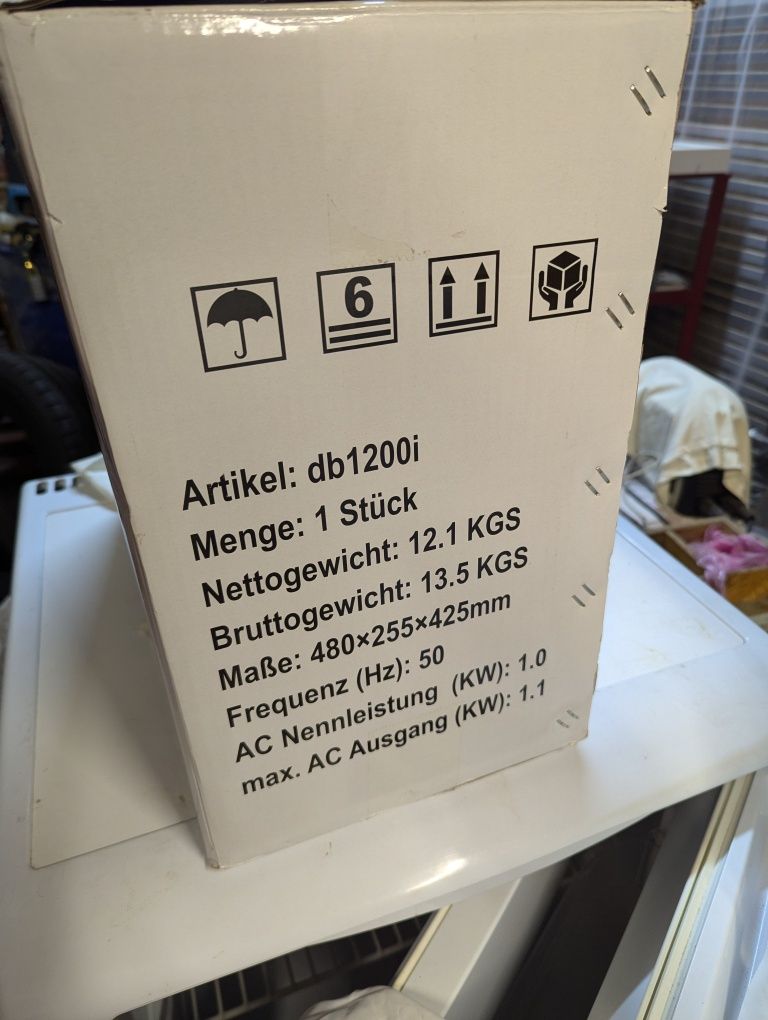 6
Artikel: db1200i
Menge: 1 Stück
Nettogewicht: 12.1 KGS
Bruttogewicht: 13.5 KGS
Maße: 480×255×425mm
Frequenz (Hz): 50
AC Nennleistung (KW): 1.0
max. AC Ausgang (KW): 1.1